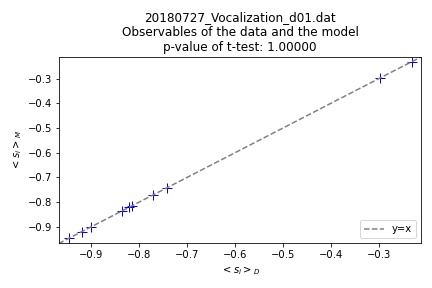 20180727_Vocalization_d01.dat
Observables of the data and the model
p-value of t-test: 1.00000
< s_i >_M
−0.3
−0.4
−0.5
−0.6
−0.7
−0.8
−0.9
y=x
−0.9 −0.8 −0.7 −0.6 −0.5 −0.4 −0.3
< s_i >_D